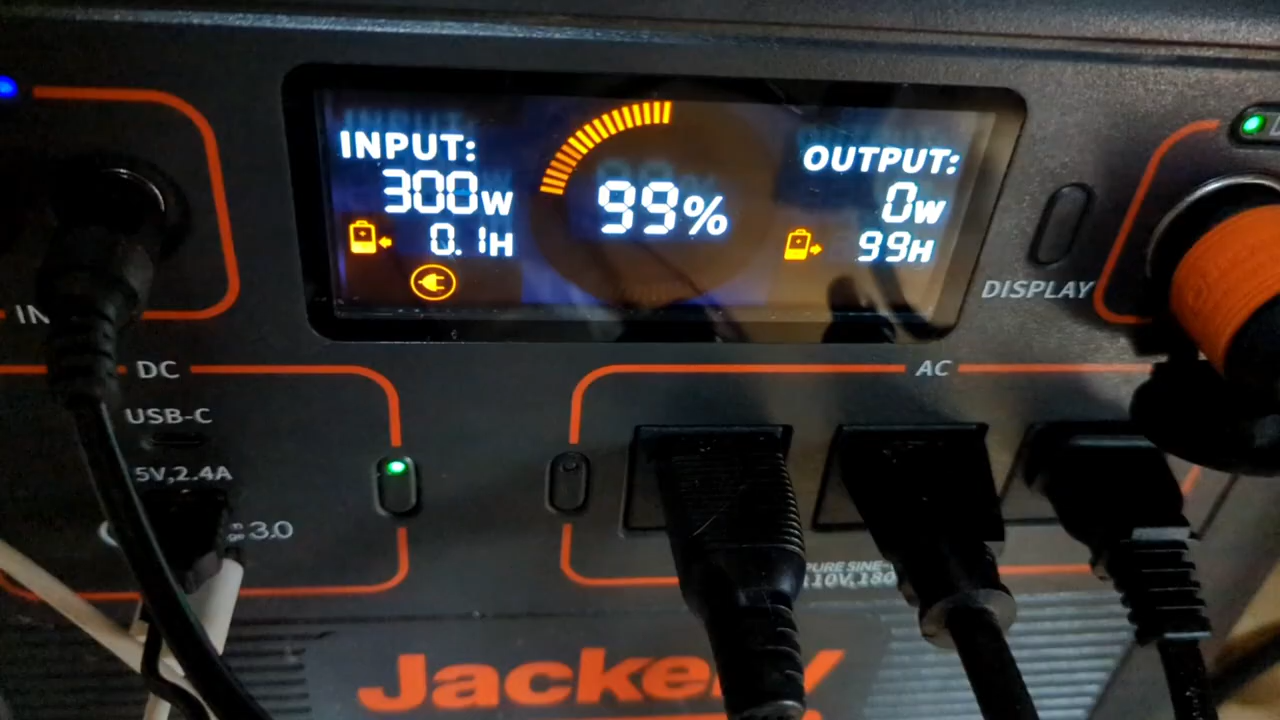 INPUT:
300W
0.1H
99%
OUTPUT:
0W
99H
DISPLAY
IN
DC
USB-C
5V,2.4A
3.0
AC
PURE SINE-
110V,180
Jackery